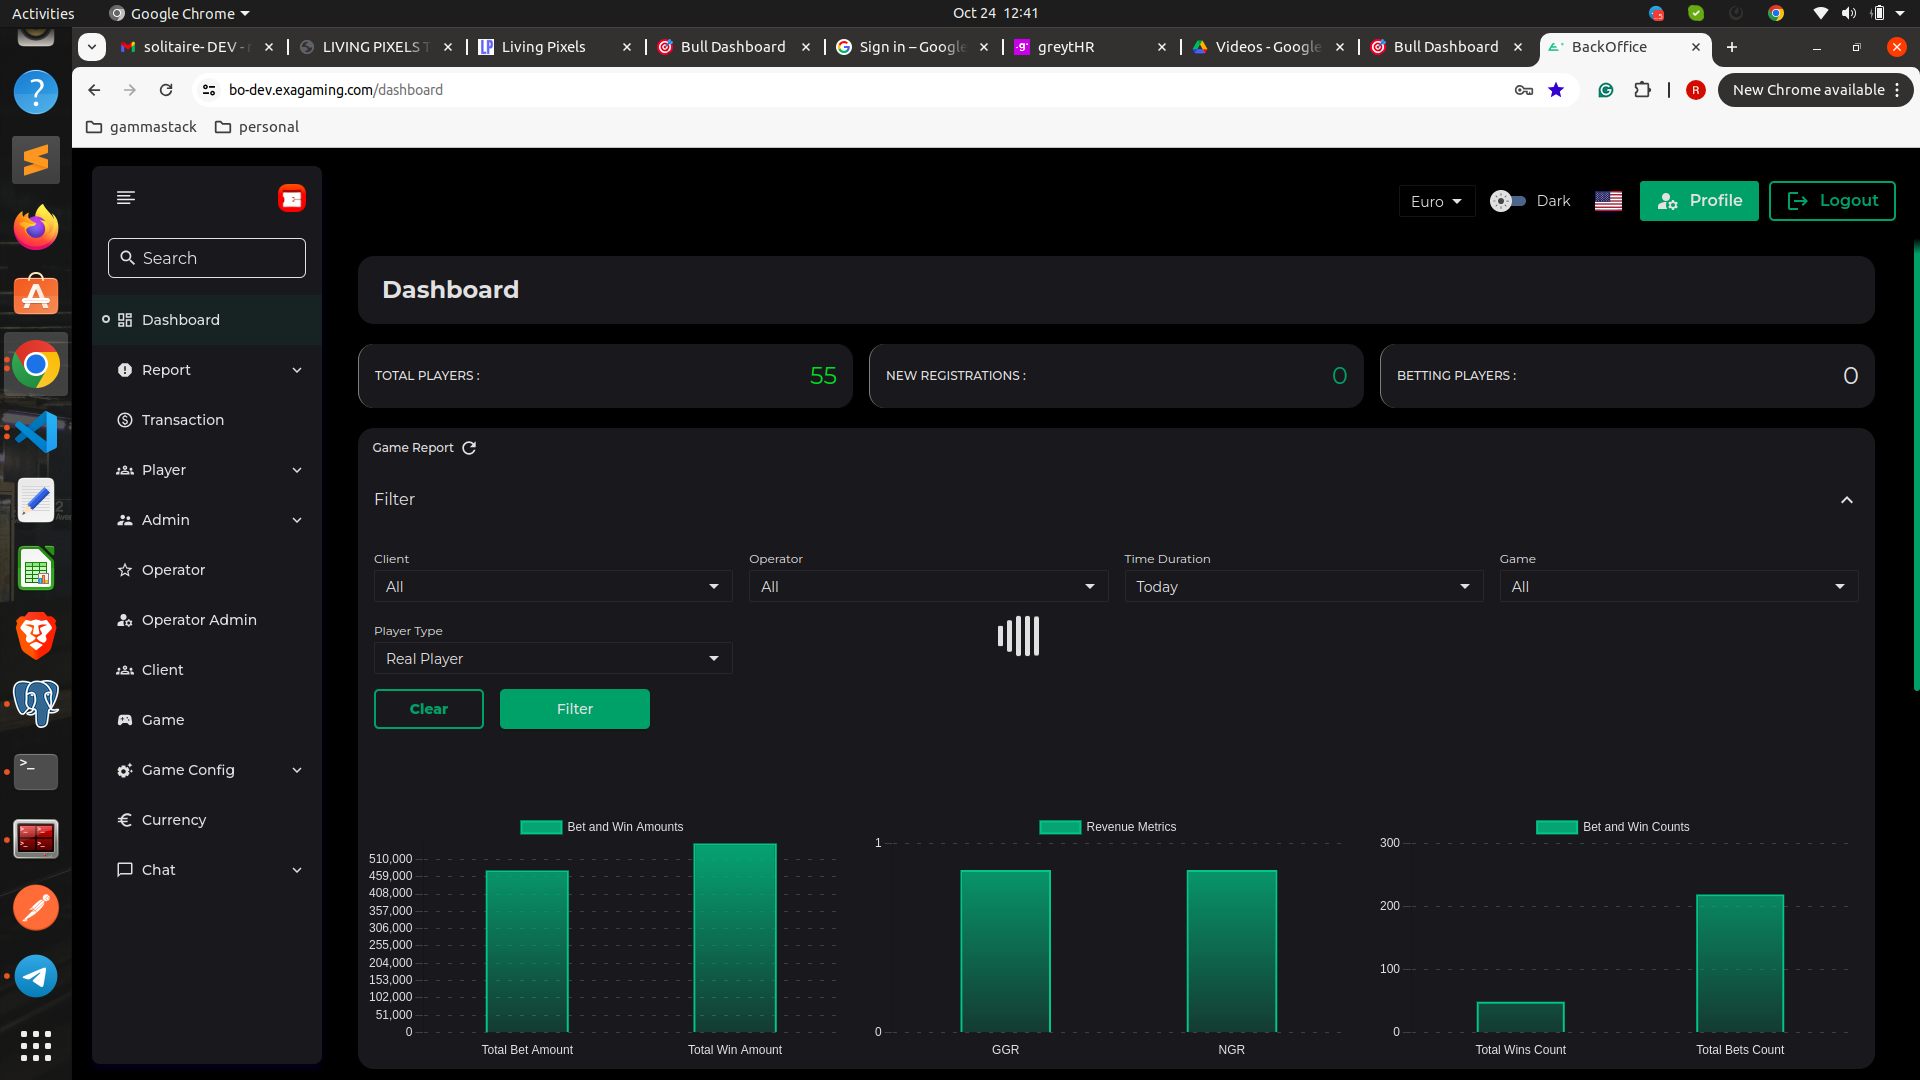 Activities
Google Chrome
Oct 24 12:41
solitaire- DEV - r
LIVING PIXELS T
Living Pixels
Bull Dashboard
Sign in – Google
greytHR
Videos - Google
Bull Dashboard
BackOffice
bo-dev.exagaming.com/dashboard
R
New Chrome available
gammastack
personal
Euro
Dark
Profile
Logout
Search
Dashboard
Report
Transaction
Player
Admin
Operator
Operator Admin
Client
Game
Game Config
Currency
Chat
Dashboard
TOTAL PLAYERS :
55
NEW REGISTRATIONS :
0
BETTING PLAYERS :
0
Game Report
Filter
Client
Operator
Time Duration
Game
All
All
Today
All
Player Type
Real Player
Clear
Filter
Bet and Win Amounts
510,000
459,000
408,000
357,000
306,000
255,000
204,000
153,000
102,000
51,000
0
Total Bet Amount
Total Win Amount
Revenue Metrics
1
0
GGR
NGR
Bet and Win Counts
300
200
100
0
Total Wins Count
Total Bets Count